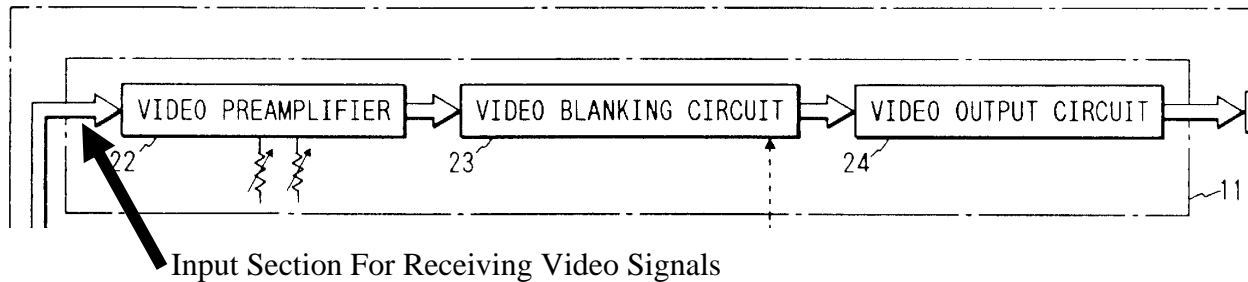 VIDEO PREAMPLIFIER VIDEO BLANKING CIRCUIT VIDEO OUTPUT CIRCUIT
22 23 24 11
Input Section For Receiving Video Signals